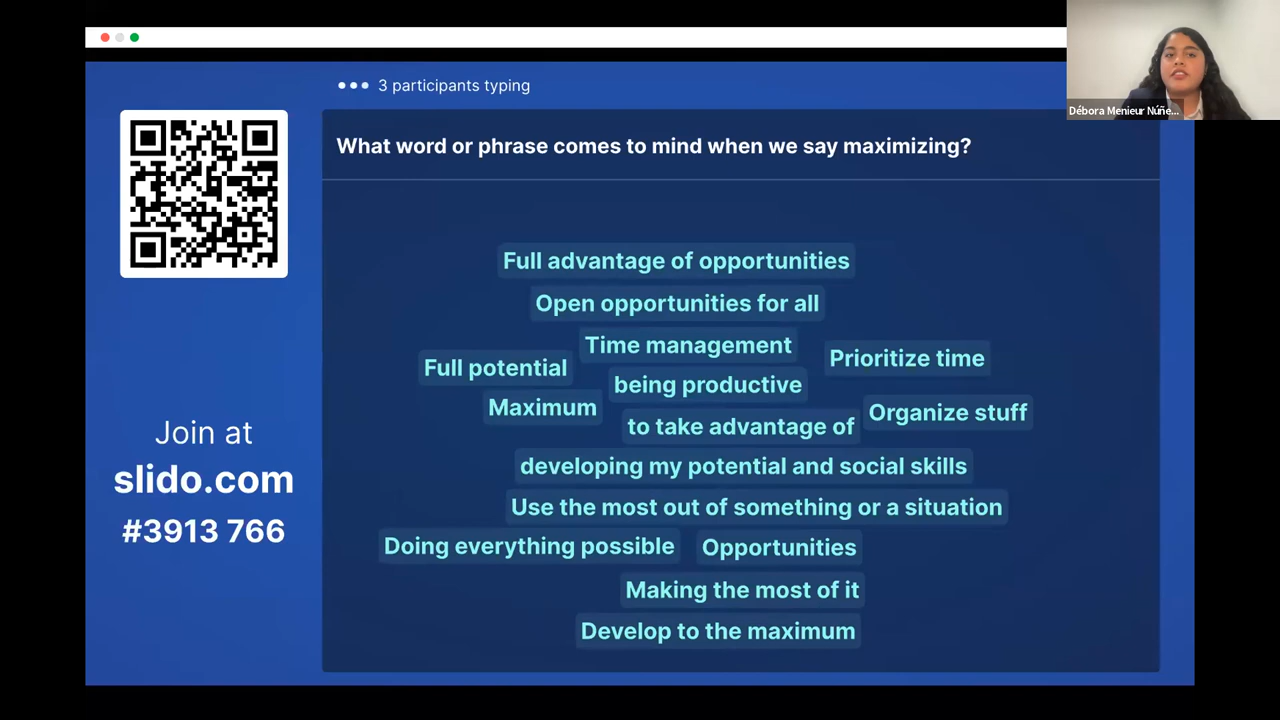 3 participants typing
What word or phrase comes to mind when we say maximizing?
Full advantage of opportunities
Open opportunities for all
Time management
Prioritize time
Full potential
being productive
Maximum
Organize stuff
to take advantage of
developing my potential and social skills
Use the most out of something or a situation
Doing everything possible
Opportunities
Making the most of it
Develop to the maximum
Join at
slido.com
#3913 766
Débora Menieur Núñe...